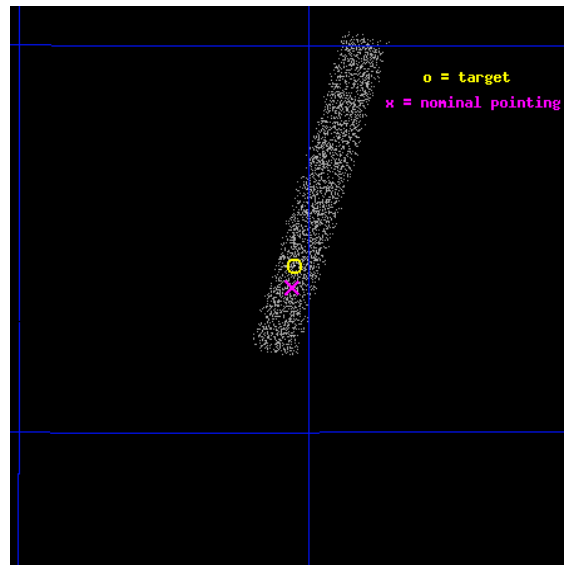 o = target
x = nominal pointing